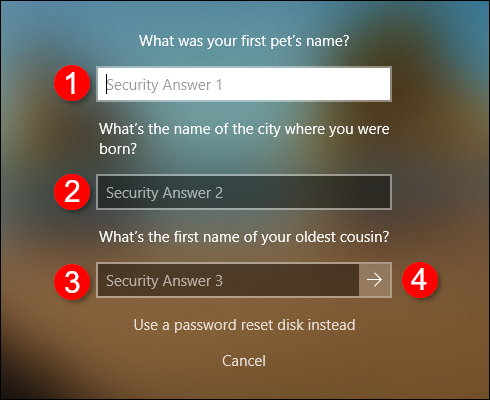 What was your first pet's name?
1 Security Answer 1
What's the name of the city where you were
born?
2 Security Answer 2
What's the first name of your oldest cousin?
3 Security Answer 3 → 4
Use a password reset disk instead
Cancel